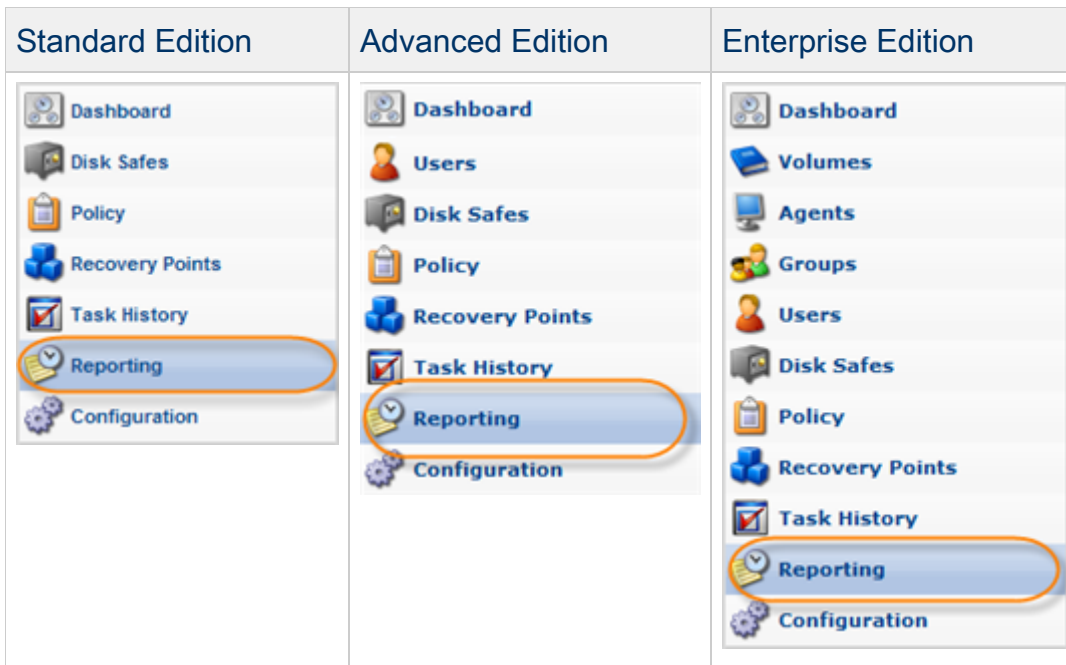 Standard Edition
Dashboard
Disk Safes
Policy
Recovery Points
Task History
Reporting
Configuration
Advanced Edition
Dashboard
Users
Disk Safes
Policy
Recovery Points
Task History
Reporting
Configuration
Enterprise Edition
Dashboard
Volumes
Agents
Groups
Users
Disk Safes
Policy
Recovery Points
Task History
Reporting
Configuration